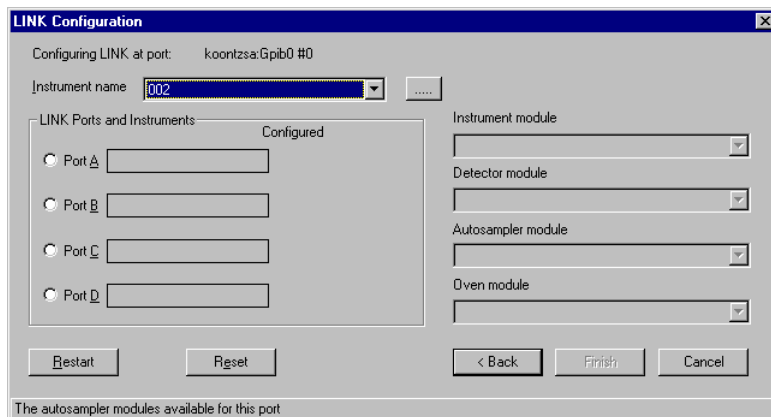 LINK Configuration
Configuring LINK at port: koontzsa:Gpib0 #0
Instrument name 002 .....
LINK Ports and Instruments
Configured
Port A
Port B
Port C
Port D
Instrument module
Detector module
Autosampler module
Oven module
Restart Reset < Back Finish Cancel
The autosampler modules available for this port